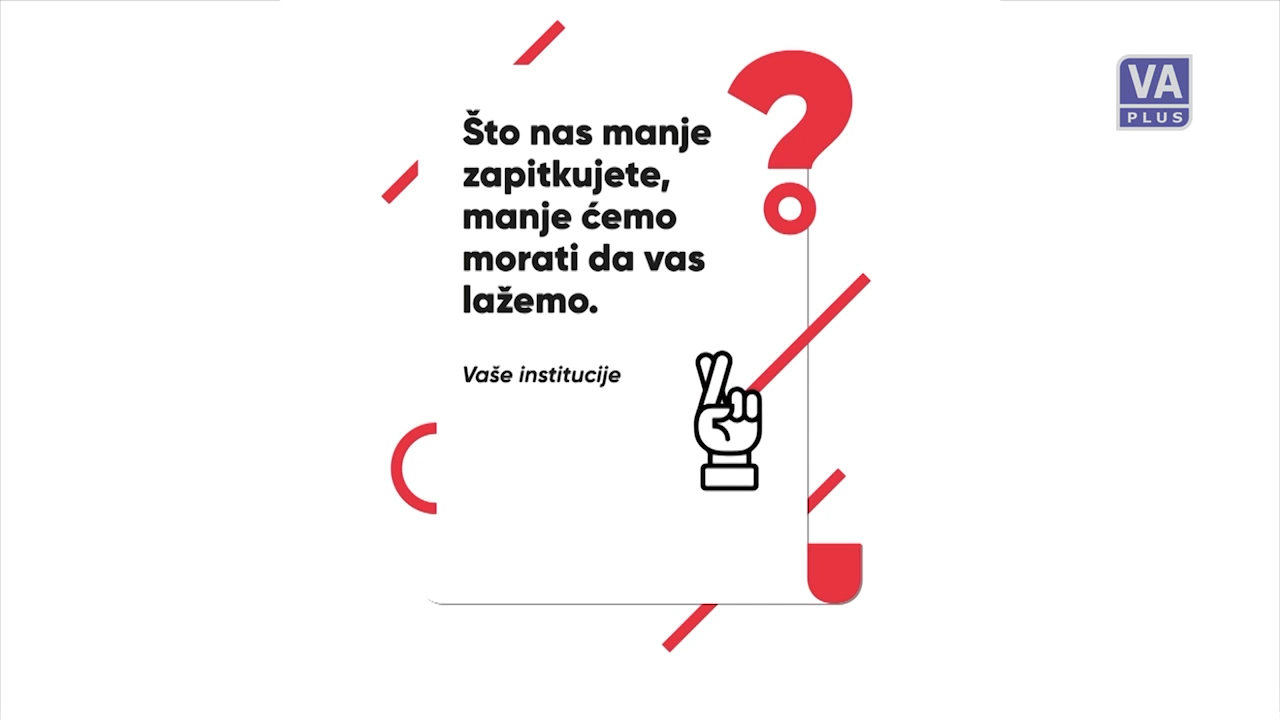 Što nas manje
zapitkujete,
manje ćemo
morati da vas
lažemo.
Vaše institucije
?
VA
PLUS